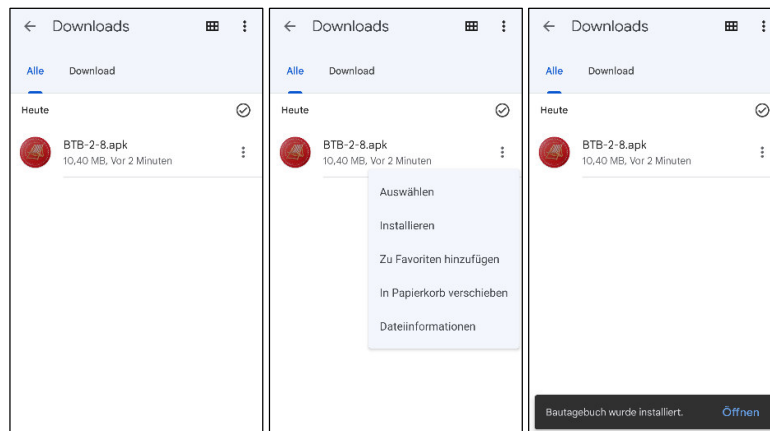 Downloads
Alle Download
Heute
BTB-2-8.apk
10,40 MB, Vor 2 Minuten
Downloads
Alle Download
Heute
BTB-2-8.apk
10,40 MB, Vor 2 Minuten
Auswählen
Installieren
Zu Favoriten hinzufügen
In Papierkorb verschieben
Dateiinformationen
Downloads
Alle Download
Heute
BTB-2-8.apk
10,40 MB, Vor 2 Minuten
Bautagebuch wurde installiert. Öffnen